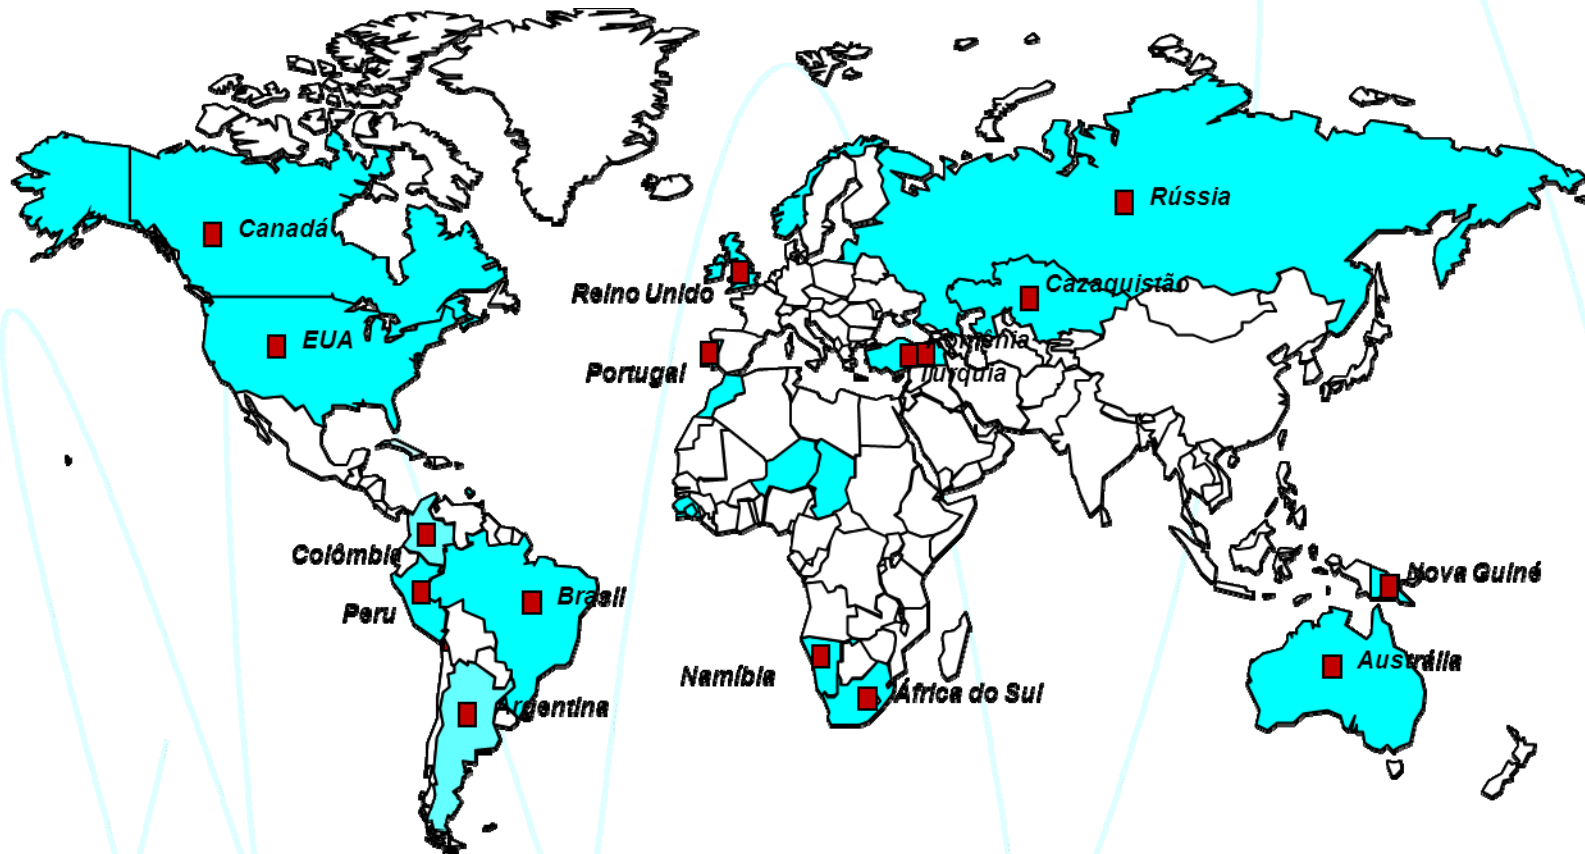 Rússia
Canadá
Cazaquistão
Reino Unido
EUA
Romênia
Portugal
Turquia
Colômbia
Nova Guiné
Peru
Brasil
Austrália
Namíbia
África do Sul
Argentina